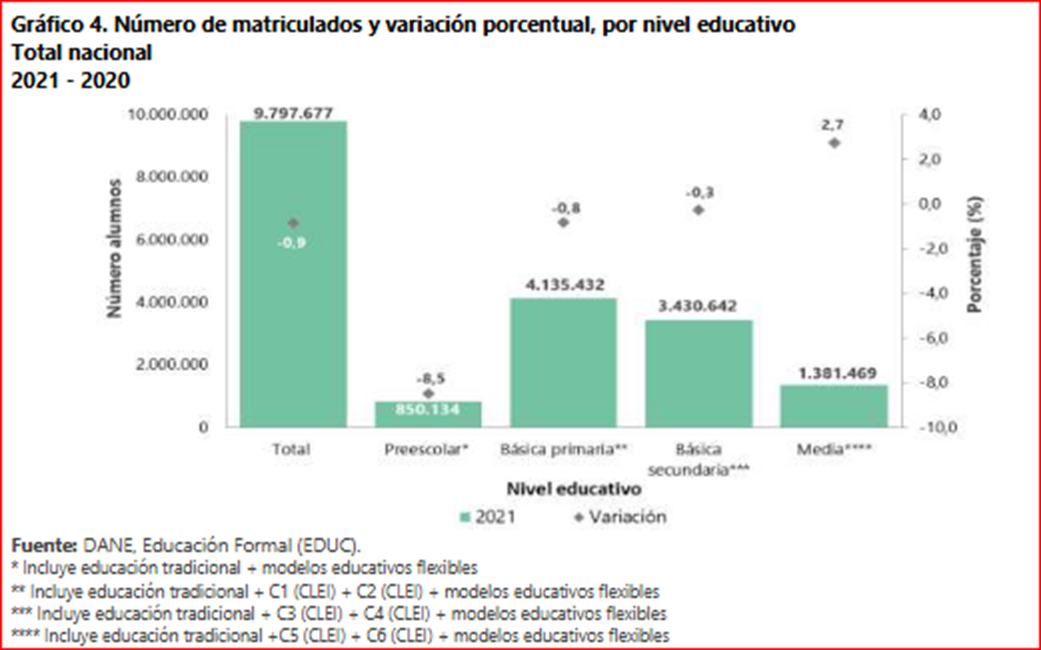 Gráfico 4. Número de matriculados y variación porcentual, por nivel educativo
Total nacional
2021 - 2020
10.000.000
8.000.000
6.000.000
4.000.000
2.000.000
0
Número alumnos
9.797.677
-0,9
-8,5
850.134
-0,8
4.135.432
-0,3
3.430.642
2,7
1.381.469
4,0
2,0
0,0
-2,0
-4,0
-6,0
-8,0
-10,0
Porcentaje (%)
Total
Preescolar*
Básica primaria**
Básica
secundaria***
Media****
Nivel educativo
2021
Variación
Fuente: DANE, Educación Formal (EDUC).
* Incluye educación tradicional + modelos educativos flexibles
** Incluye educación tradicional + C1 (CLEI) + C2 (CLEI) + modelos educativos flexibles
*** Incluye educación tradicional + C3 (CLEI) + C4 (CLEI) + modelos educativos flexibles
**** Incluye educación tradicional +C5 (CLEI) + C6 (CLEI) + modelos educativos flexibles